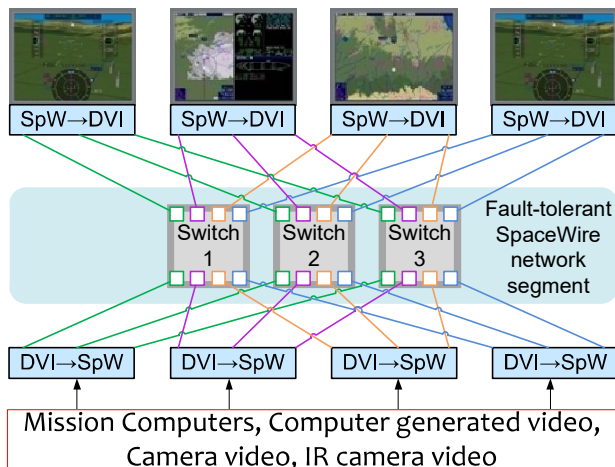 SpW→DVI
SpW→DVI
SpW→DVI
SpW→DVI
Switch
1
Switch
2
Switch
3
Fault-tolerant
SpaceWire
network
segment
DVI→SpW
DVI→SpW
DVI→SpW
DVI→SpW
Mission Computers, Computer generated video,
Camera video, IR camera video